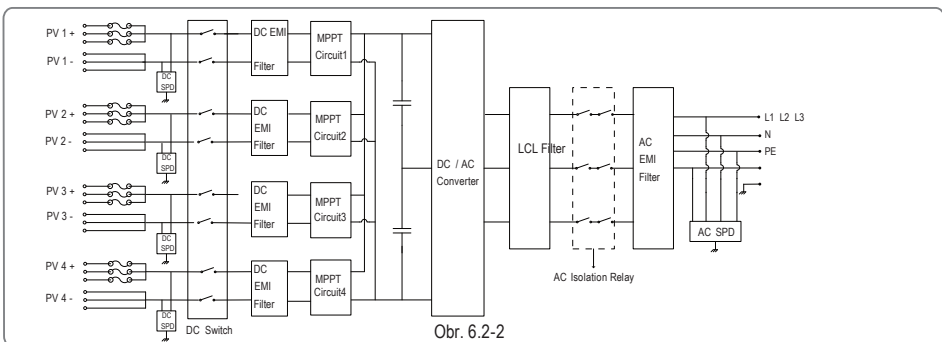 PV 1 +
DC EMI
MPPT
Circuit1
PV 1 -
Filter
DC
SPD
PV 2 +
DC
EMI
Filter
MPPT
Circuit2
PV 2 -
DC
SPD
PV 3 +
DC
EMI
Filter
MPPT
Circuit3
PV 3 -
DC
SPD
PV 4 +
DC
EMI
Filter
MPPT
Circuit4
PV 4 -
DC
SPD
DC Switch
DC / AC
Converter
LCL Filter
AC Isolation Relay
AC
EMI
Filter
L1 L2 L3
N
PE
AC SPD
Obr. 6.2-2